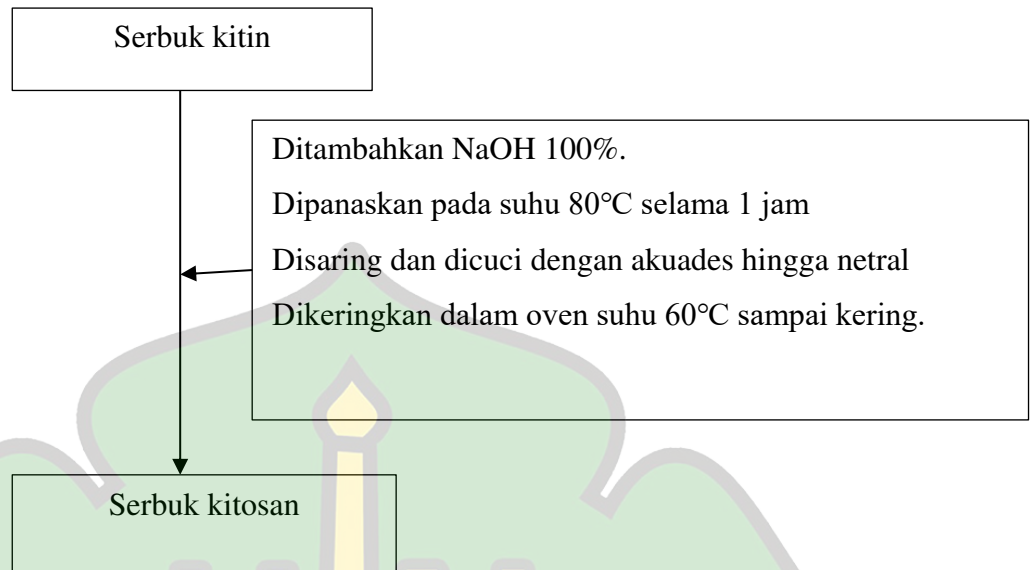 Serbuk kitin
Ditambahkan NaOH 100%.
Dipanaskan pada suhu 80°C selama 1 jam
Disaring dan dicuci dengan akuades hingga netral
Dikeringkan dalam oven suhu 60°C sampai kering.
Serbuk kitosan